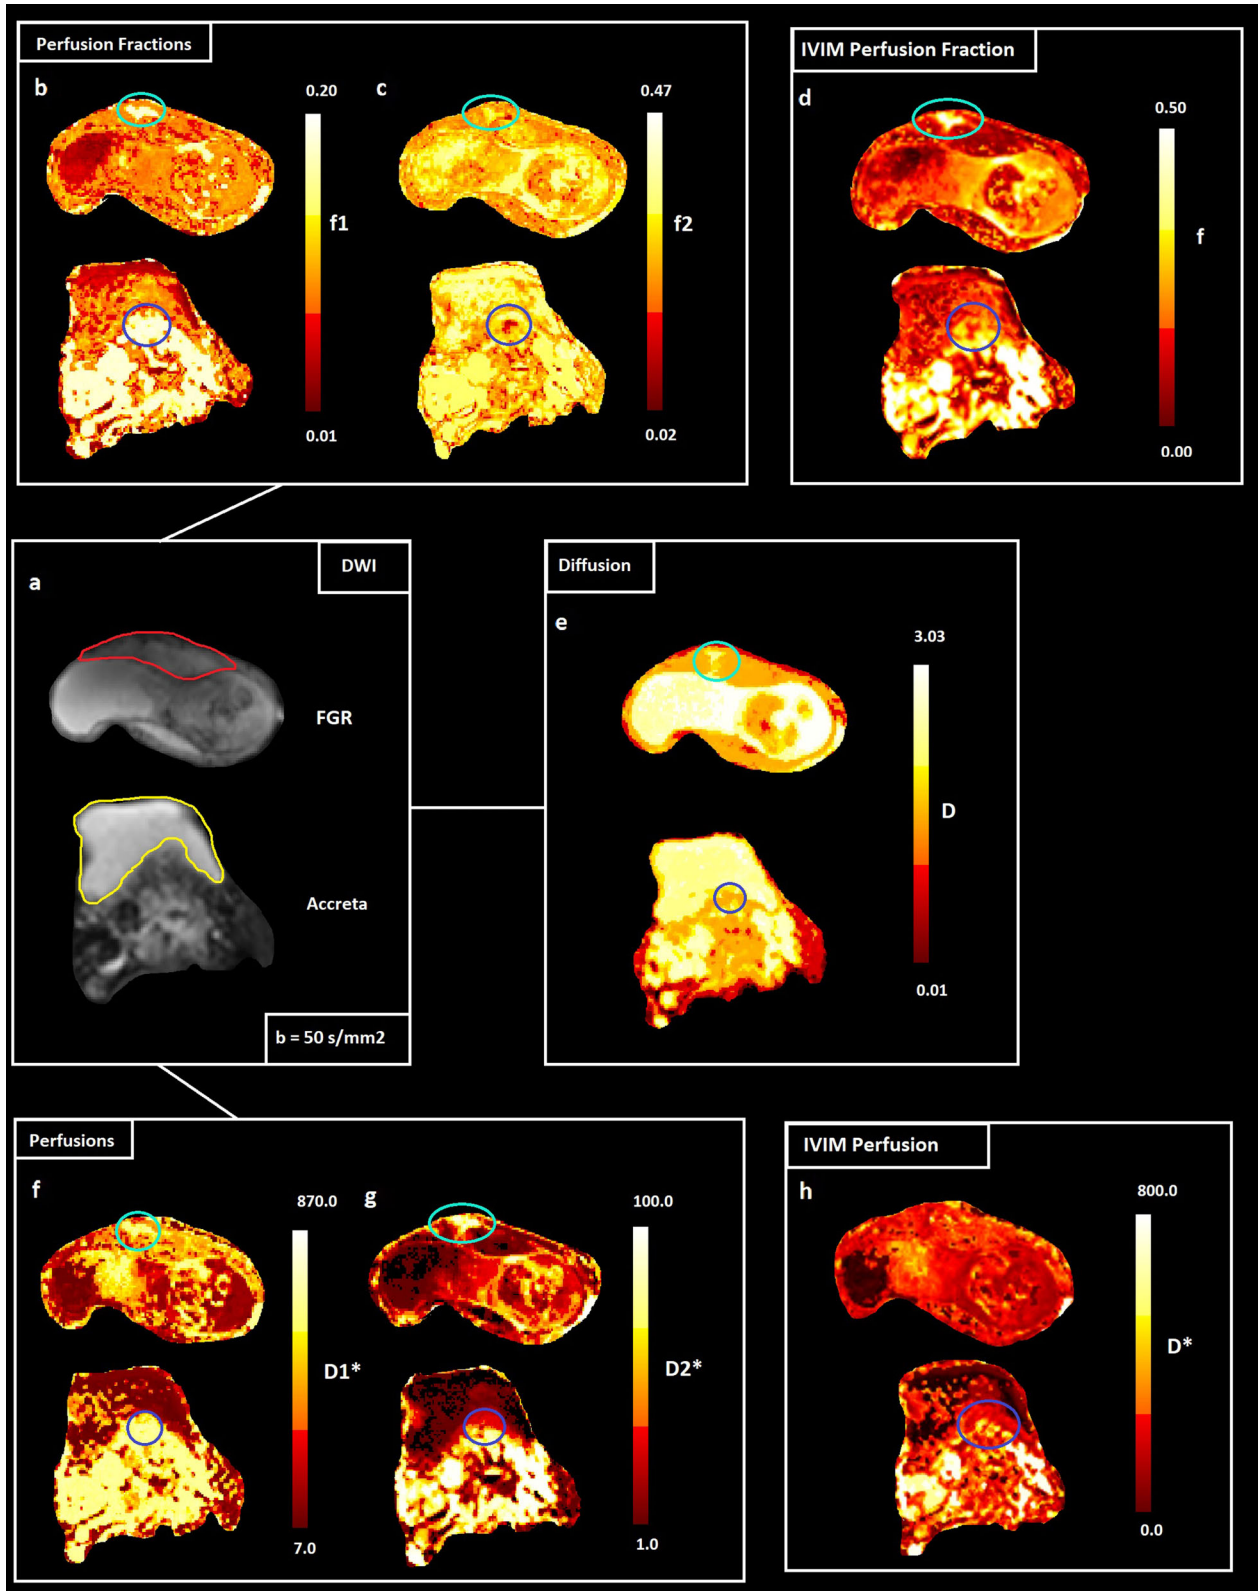 Perfusion Fractions
b
c
0.20
0.47
f1
f2
0.01
0.02
IVIM Perfusion Fraction
d
0.50
f
0.00
a
DWI
FGR
Accreta
b = 50 s/mm2
Diffusion
e
3.03
D
0.01
Perfusions
f
g
870.0
100.0
D1*
D2*
7.0
1.0
IVIM Perfusion
h
800.0
D*
0.0